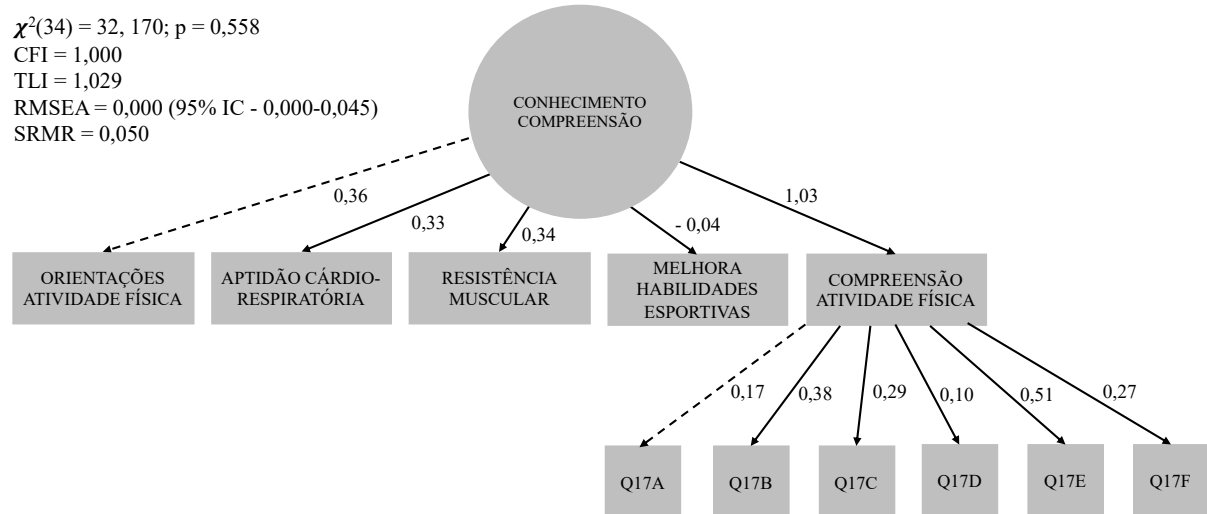 𝝌²(34) = 32, 170; p = 0,558
CFI = 1,000
TLI = 1,029
RMSEA = 0,000 (95% IC - 0,000-0,045)
SRMR = 0,050
CONHECIMENTO
COMPREENSÃO
0,36
0,33
0,34
- 0,04
1,03
ORIENTAÇÕES
ATIVIDADE FÍSICA
APTIDÃO CÁRDIO-
RESPIRATÓRIA
RESISTÊNCIA
MUSCULAR
MELHORA
HABILIDADES
ESPORTIVAS
COMPREENSÃO
ATIVIDADE FÍSICA
0,17
0,38
0,29
0,10
0,51
0,27
Q17A
Q17B
Q17C
Q17D
Q17E
Q17F